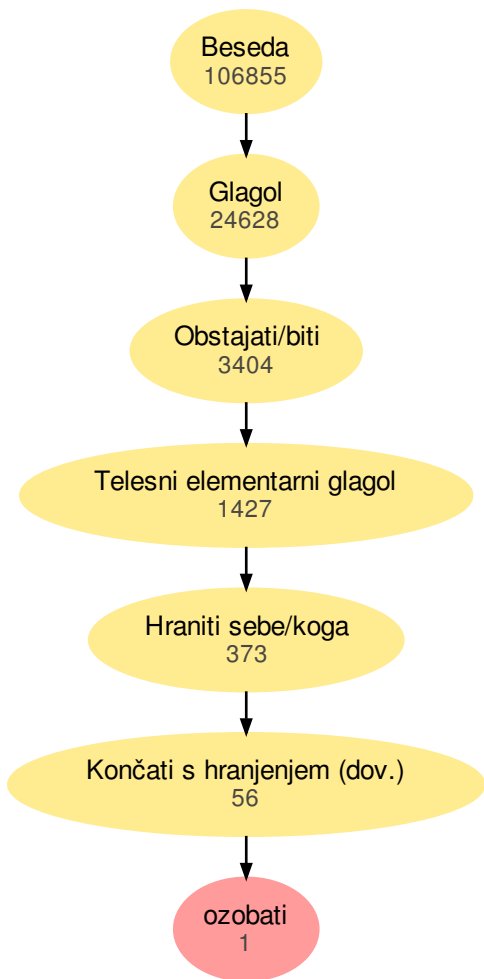 Beseda
106855
Glagol
24628
Obstajati/biti
3404
Telesni elementarni glagol
1427
Hraniti sebe/koga
373
Končati s hranjenjem (dov.)
56
ozobati
1